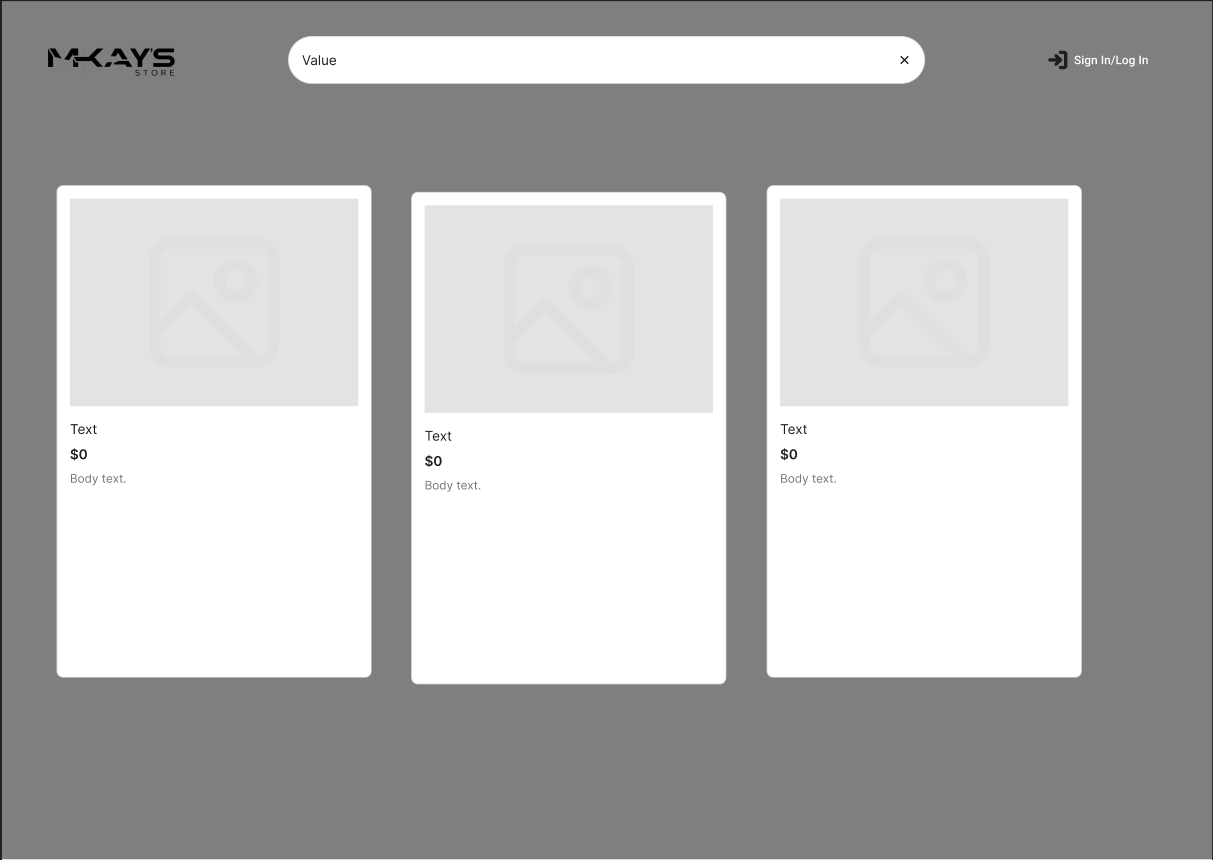 MKAY'S
STORE
Value
Sign In/Log In
Text
$0
Body text.
Text
$0
Body text.
Text
$0
Body text.